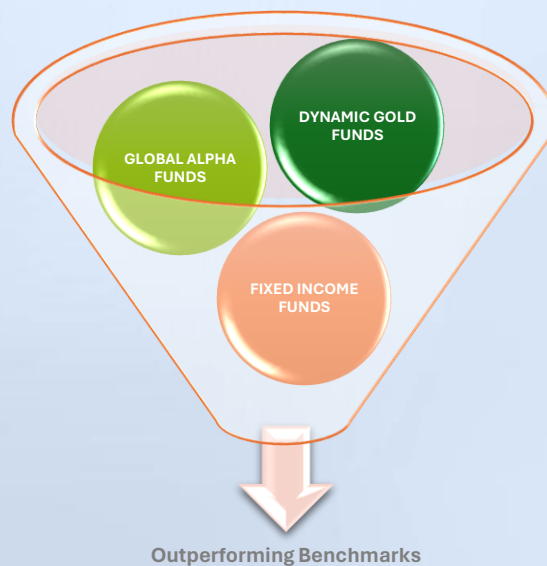 DYNAMIC GOLD
FUNDS
GLOBAL ALPHA
FUNDS
FIXED INCOME
FUNDS
Outperforming Benchmarks